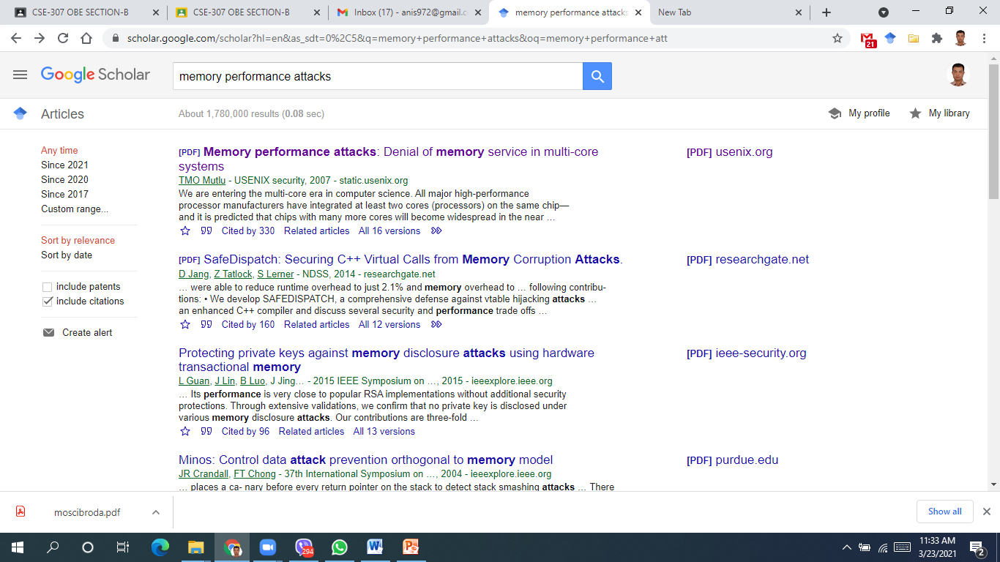 CSE-307 OBE SECTION-B
CSE-307 OBE SECTION-B
Inbox (17) - anis972@gmail.c
memory performance attacks
New Tab
scholar.google.com/scholar?hl=en&as_sdt=0%2C5&q=memory+performance+attacks&oq=memory+performance+att
21
Google Scholar
memory performance attacks
Articles
About 1,780,000 results (0.08 sec)
My profile
My library
Any time
Since 2021
Since 2020
Since 2017
Custom range...
Sort by relevance
Sort by date
include patents
include citations
Create alert
[PDF] Memory performance attacks: Denial of memory service in multi-core
systems
TMO Mutlu - USENIX security, 2007 - static.usenix.org
We are entering the multi-core era in computer science. All major high-performance
processor manufacturers have integrated at least two cores (processors) on the same chip—
and it is predicted that chips with many more cores will become widespread in the near …
Cited by 330 Related articles All 16 versions
[PDF] usenix.org
[PDF] SafeDispatch: Securing C++ Virtual Calls from Memory Corruption Attacks.
D Jang, Z Tatlock, S Lerner - NDSS, 2014 - researchgate.net
… were able to reduce runtime overhead to just 2.1% and memory overhead to … following contribu-
tions: • We develop SAFEDISPATCH, a comprehensive defense against vtable hijacking attacks …
an enhanced C++ compiler and discuss several security and performance trade offs …
Cited by 160 Related articles All 12 versions
[PDF] researchgate.net
Protecting private keys against memory disclosure attacks using hardware
transactional memory
L Guan, J Lin, B Luo, J Jing… - 2015 IEEE Symposium on …, 2015 - ieeexplore.ieee.org
… Its performance is very close to popular RSA implementations without additional security
protections. Through extensive validations, we confirm that no private key is disclosed under
various memory disclosure attacks. Our contributions are three-fold …
Cited by 96 Related articles All 13 versions
[PDF] ieee-security.org
Minos: Control data attack prevention orthogonal to memory model
JR Crandall, FT Chong - 37th International Symposium on …, 2004 - ieeexplore.ieee.org
… places a ca- nary before every return pointer on the stack to detect stack smashing attacks … There
[PDF] purdue.edu
moscibroda.pdf
Show all
294
11:33 AM
3/23/2021
2